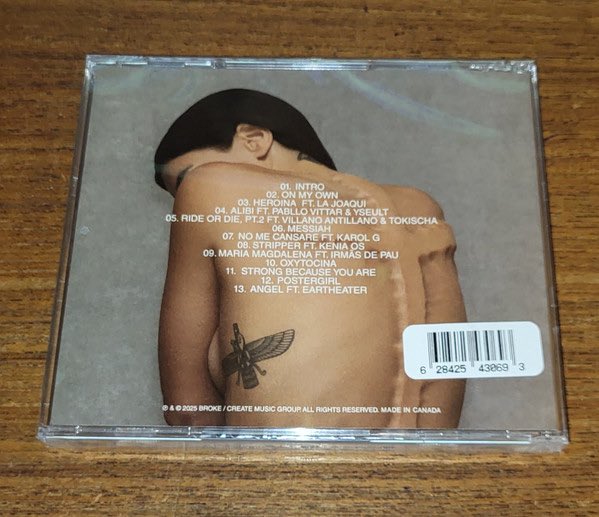 01. INTRO
02. ON MY OWN
03. HEROINA FT. LA JOAQUI
04. ALIBI FT. PABLLO VITTAR & YSEULT
05. RIDE OR DIE, PT.2 FT. VILLANO ANTILLANO & TOKISCHA
06. MESSIAH
07. NO ME CANSARE FT. KAROL G
08. STRIPPER FT. KENIA OS
09. MARIA MAGDALENA FT. IRMÃS DE PAU
10. OXYTOCINA
11. STRONG BECAUSE YOU ARE
12. POSTERGIRL
13. ANGEL FT. EARTHEATER
6 28425 43069 3
℗ & © 2025 BROKE / CREATE MUSIC GROUP. ALL RIGHTS RESERVED. MADE IN CANADA